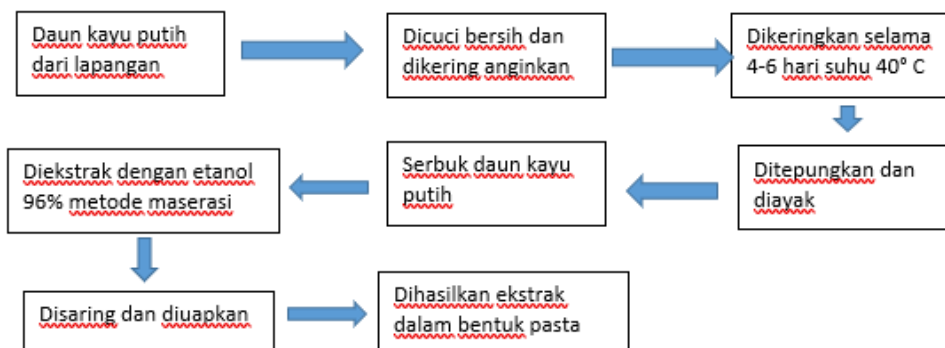 Daun kayu putih
dari lapangan
Dicuci bersih dan
dikering anginkan
Dikeringkan selama
4-6 hari suhu 40° C
Ditepungkan dan
diayak
Serbuk daun kayu
putih
Diekstrak dengan etanol
96% metode maserasi
Disaring dan diuapkan
Dihasilkan ekstrak
dalam bentuk pasta